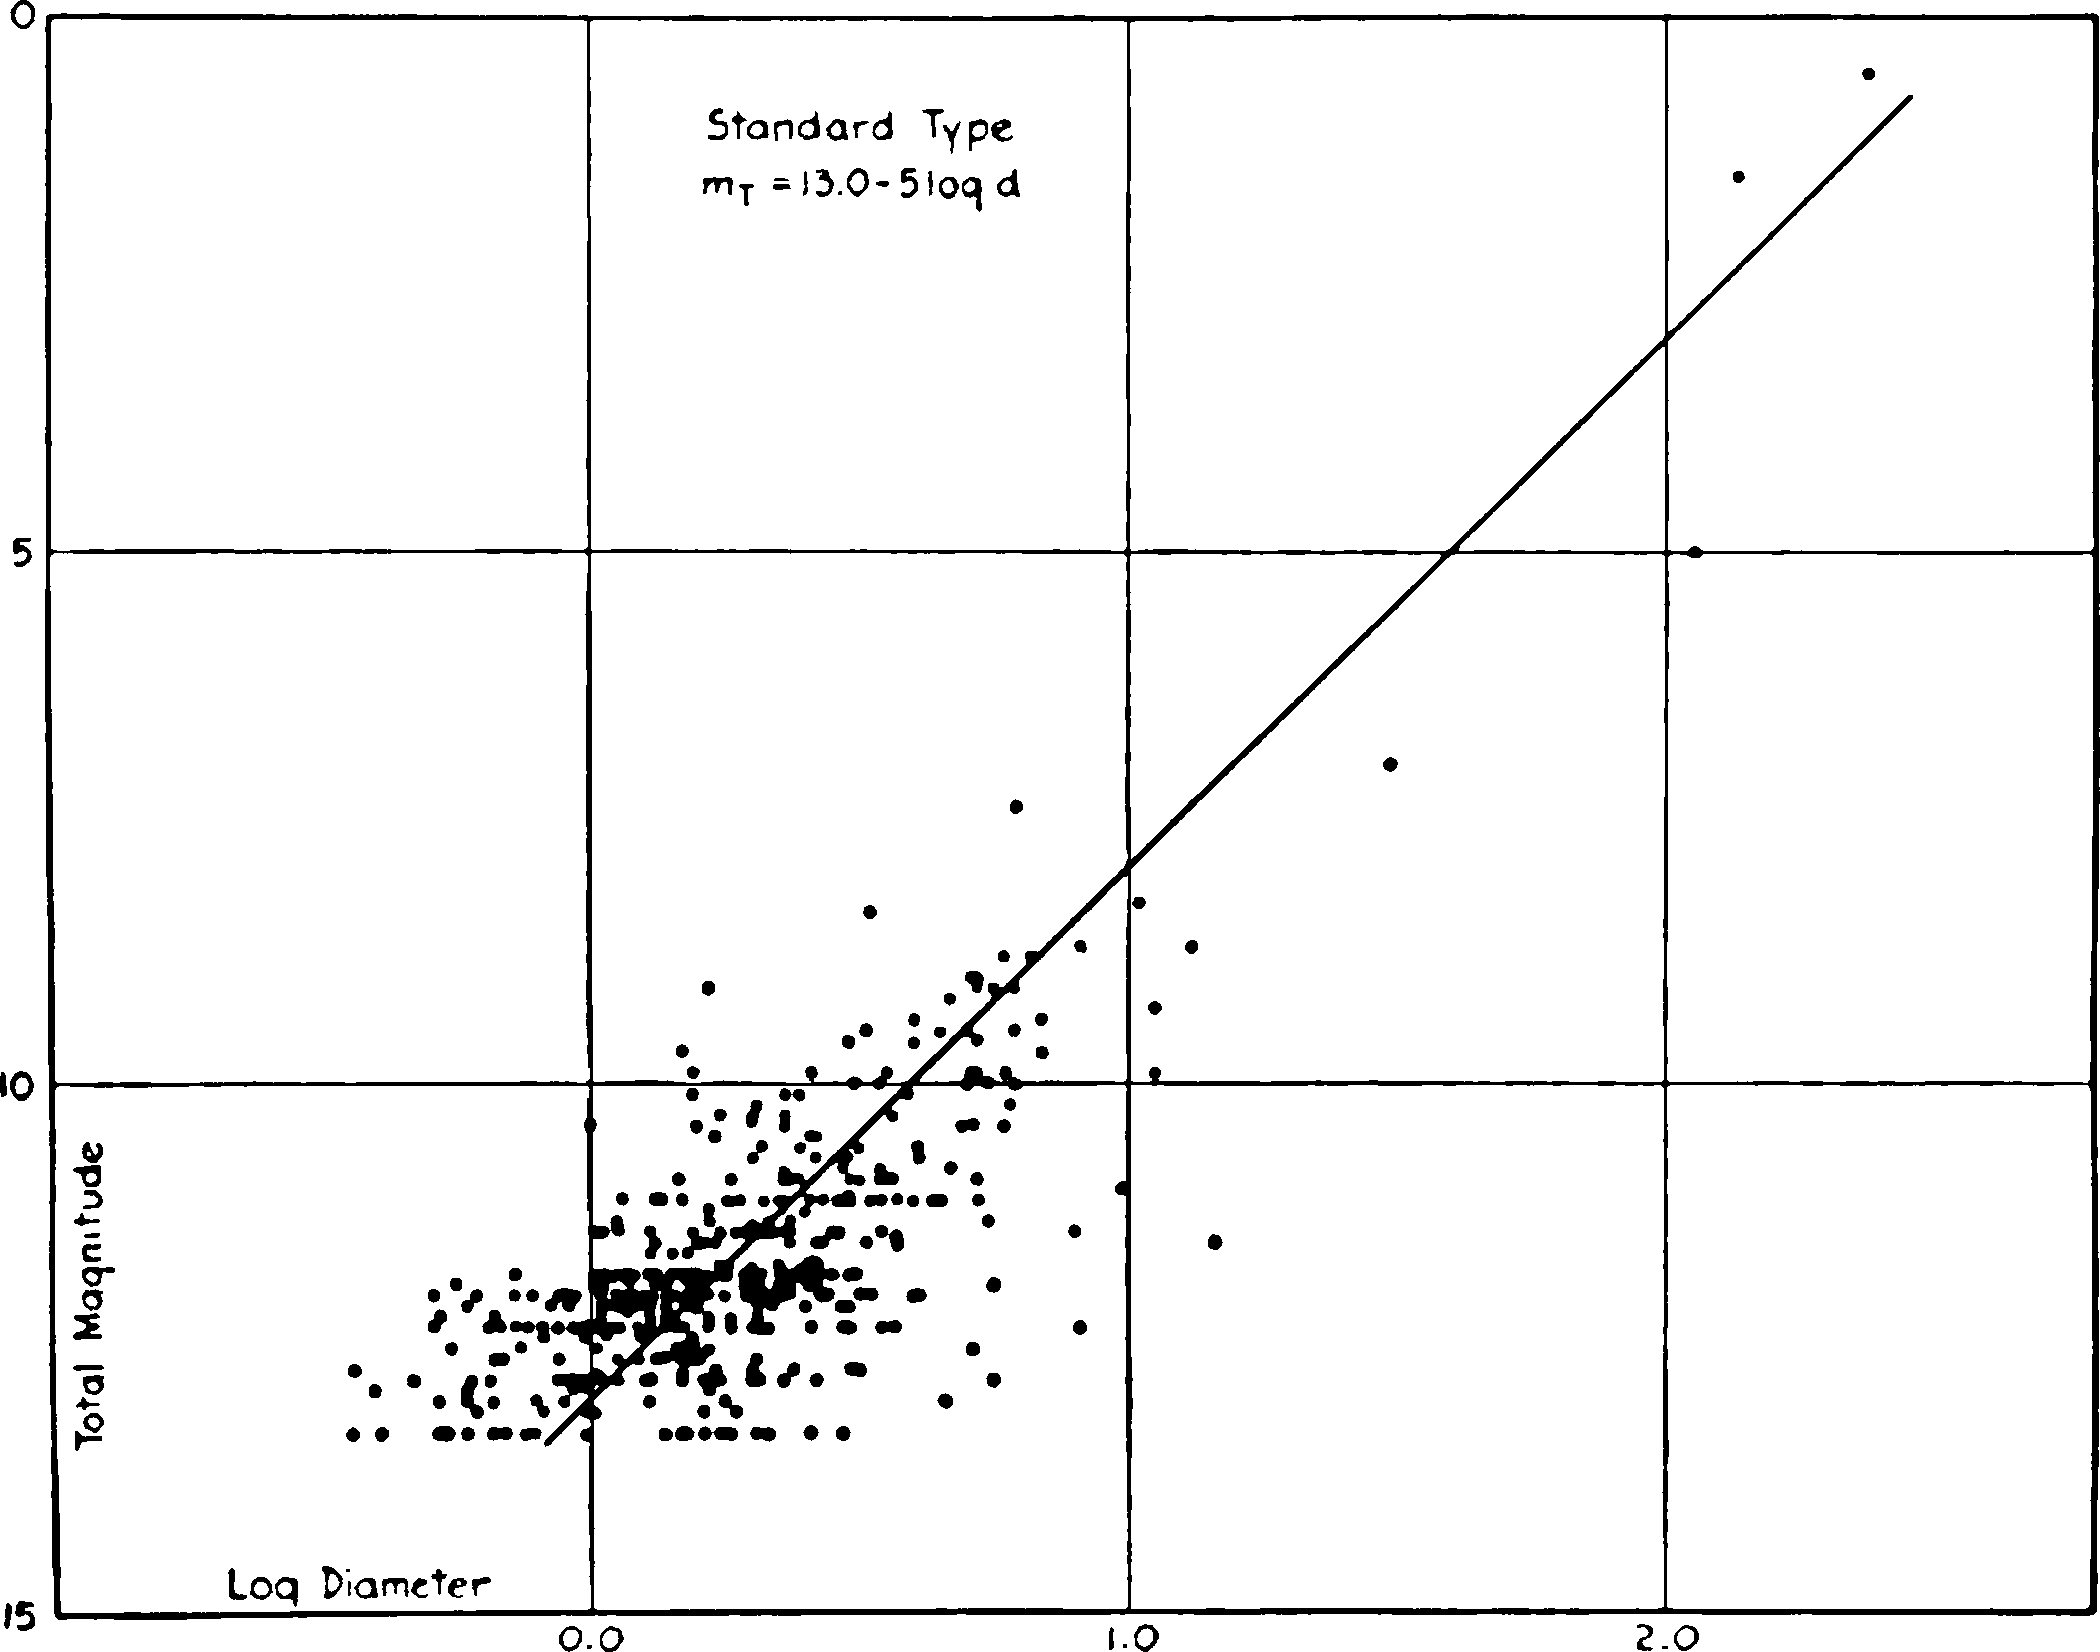 0
Standard Type
m_T = 13.0 - 5 log d
5
10
Total Magnitude
Log Diameter
15
0.0 1.0 2.0